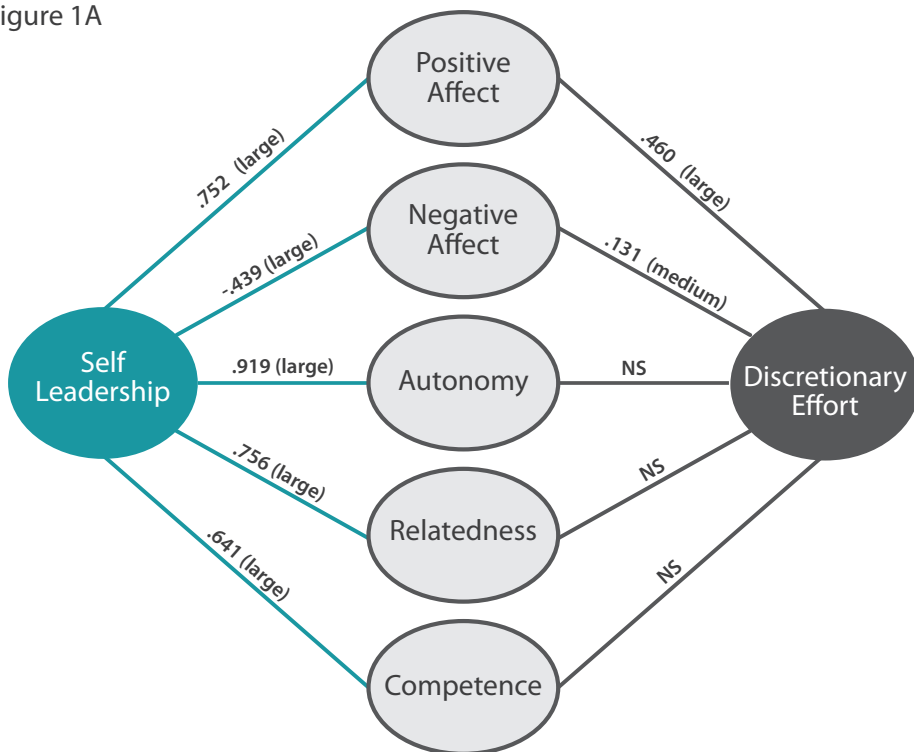 igure 1A
Positive
Affect
.752 (large)
.460 (large)
Negative
Affect
-.439 (large)
.131 (medium)
Self
Leadership
.919 (large)
Autonomy
NS
Discretionary
Effort
.756 (large)
Relatedness
NS
.641 (large)
Competence
NS